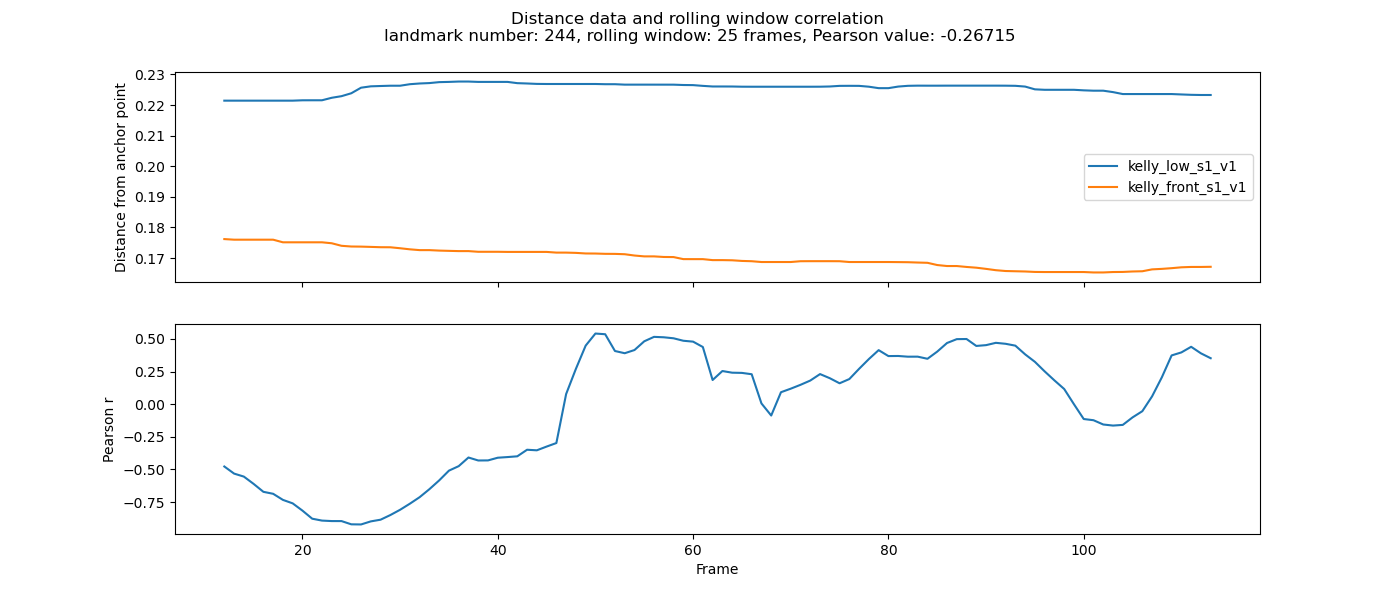 Distance data and rolling window correlation
landmark number: 244, rolling window: 25 frames, Pearson value: -0.26715
Distance from anchor point
0.23
0.22
0.21
0.20
0.19
0.18
0.17
kelly_low_s1_v1
kelly_front_s1_v1
Pearson r
0.50
0.25
0.00
−0.25
−0.50
−0.75
20 40 60 80 100
Frame